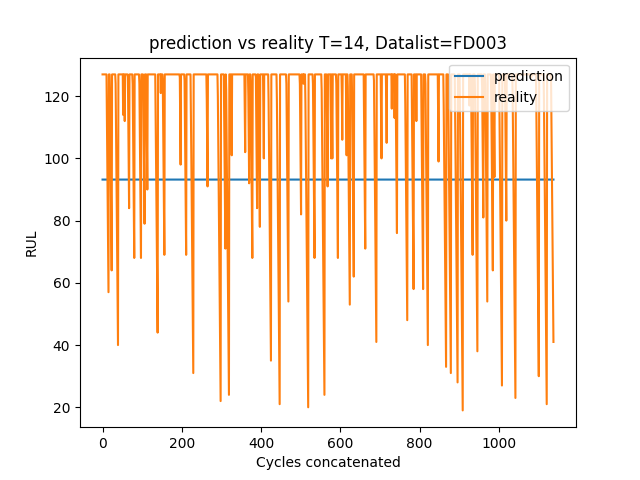 prediction vs reality T=14, Datalist=FD003
prediction
reality
120
100
80
60
40
20
RUL
0
200
400
600
800
1000
Cycles concatenated